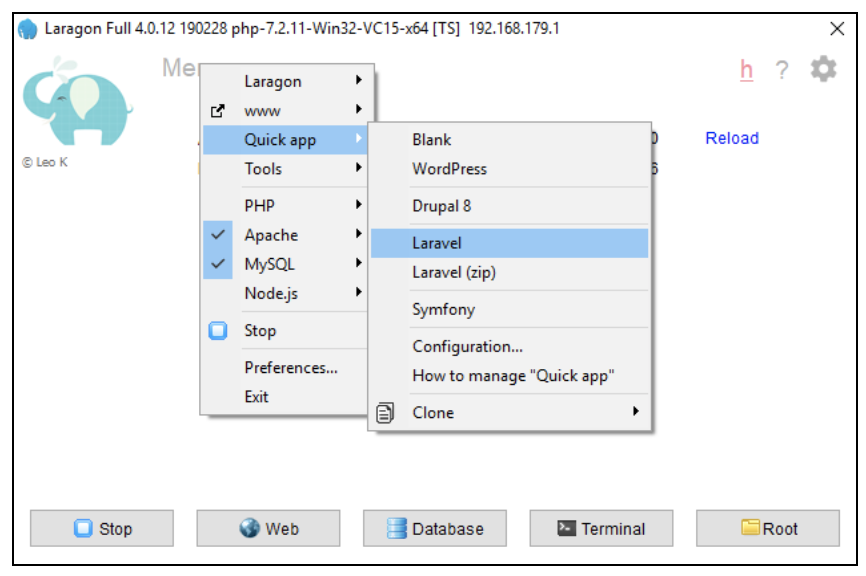 Laragon Full 4.0.12 190228 php-7.2.11-Win32-VC15-x64 [TS] 192.168.179.1
h ?
© Leo K
Reload
Laragon
www
Quick app
Tools
PHP
Apache
MySQL
Node.js
Stop
Preferences...
Exit
Blank
WordPress
Drupal 8
Laravel
Laravel (zip)
Symfony
Configuration...
How to manage "Quick app"
Clone
Stop Web Database Terminal Root